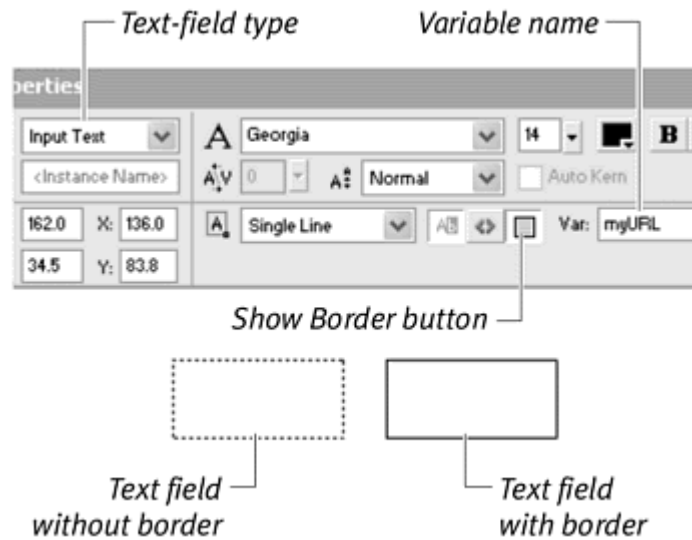 Text-field type
Variable name
perties
Input Text
Georgia
14
B
<Instance Name>
A V
0
A
Normal
Auto Kern
162.0
X: 136.0
A
Single Line
Var: myURL
34.5
Y: 83.8
Show Border button
Text field
without border
Text field
with border